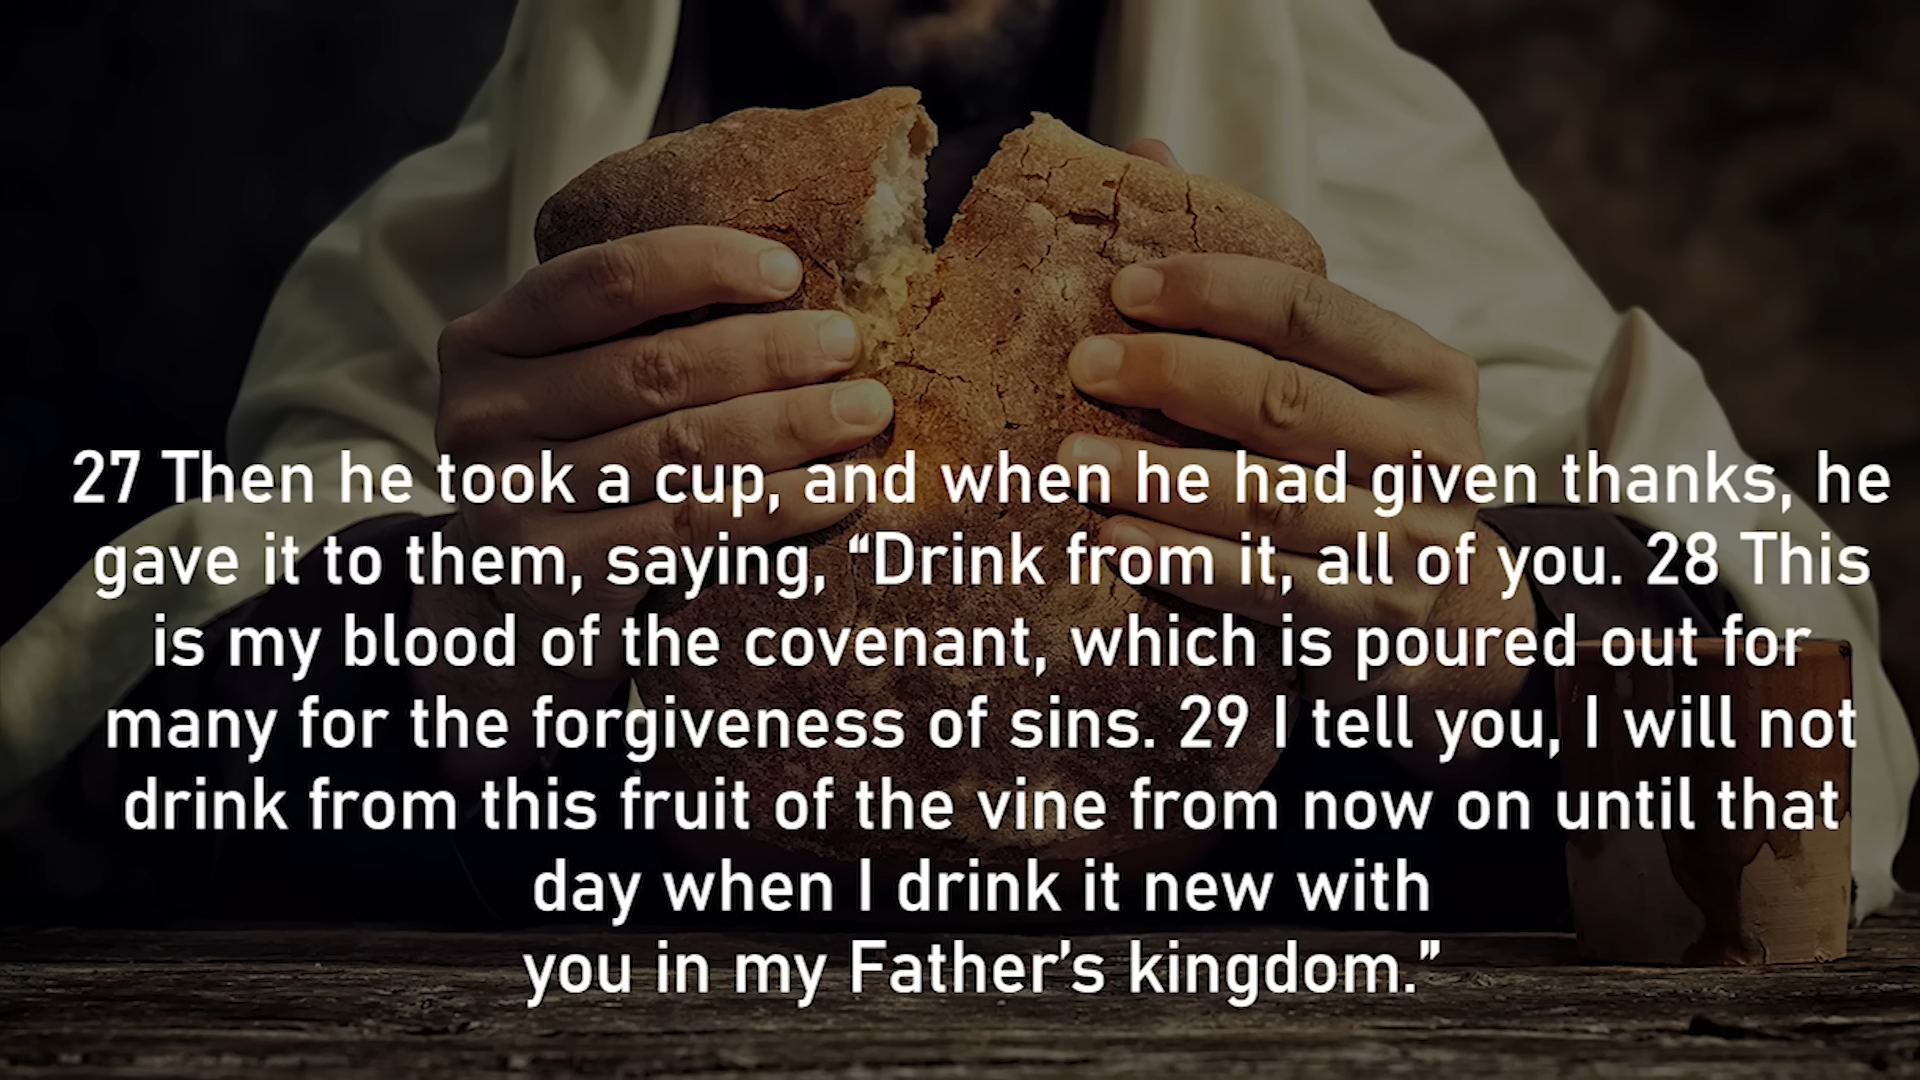 27 Then he took a cup, and when he had given thanks, he
gave it to them, saying, “Drink from it, all of you. 28 This
is my blood of the covenant, which is poured out for
many for the forgiveness of sins. 29 I tell you, I will not
drink from this fruit of the vine from now on until that
day when I drink it new with
you in my Father’s kingdom.”